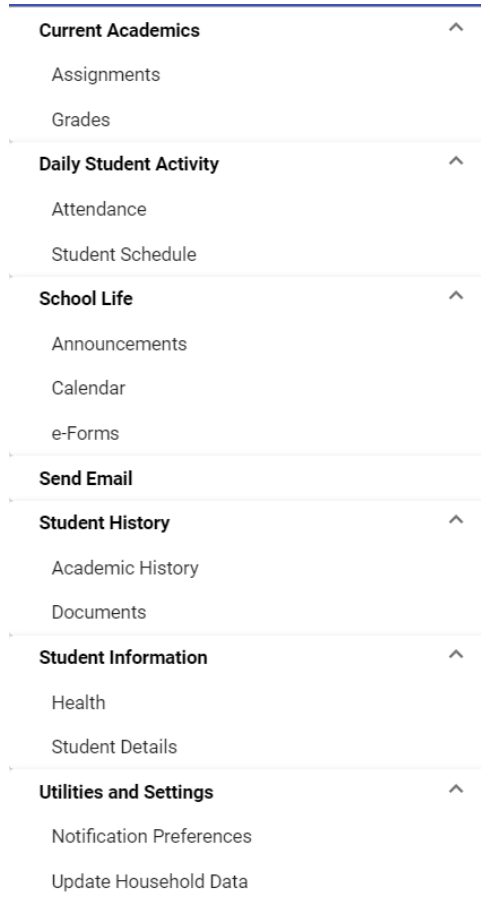 Current Academics
Assignments
Grades
Daily Student Activity
Attendance
Student Schedule
School Life
Announcements
Calendar
e-Forms
Send Email
Student History
Academic History
Documents
Student Information
Health
Student Details
Utilities and Settings
Notification Preferences
Update Household Data